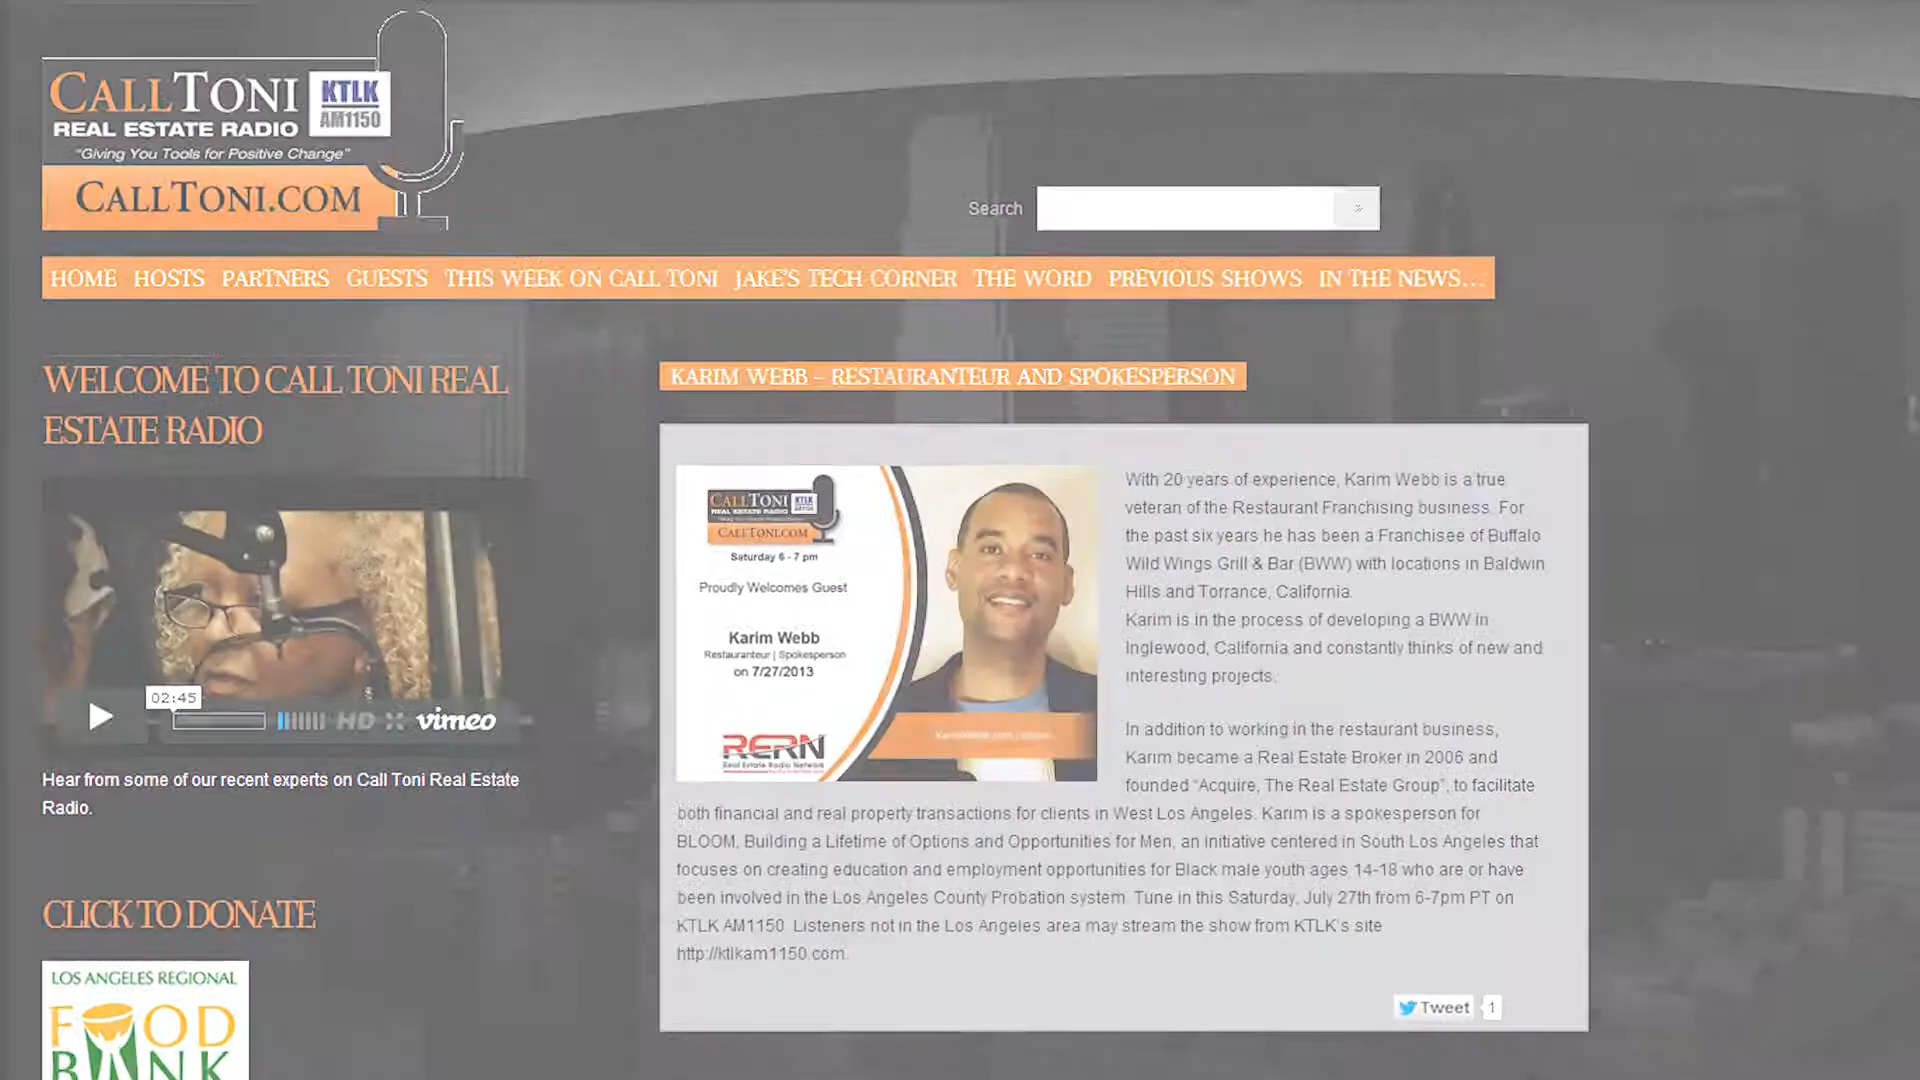 CALLTONI
KTLK
AM1150
REAL ESTATE RADIO
"Giving You Tools for Positive Change"
CALLTONI.COM
Search
»
HOME HOSTS PARTNERS GUESTS THIS WEEK ON CALL TONI JAKE'S TECH CORNER THE WORD PREVIOUS SHOWS IN THE NEWS...
WELCOME TO CALL TONI REAL
ESTATE RADIO
02:45
HD
vimeo
Hear from some of our recent experts on Call Toni Real Estate
Radio.
CLICK TO DONATE
LOS ANGELES REGIONAL
FOOD
BANK
KARIM WEBB – RESTAURANTEUR AND SPOKESPERSON
CALLTONI
KTLK
REAL ESTATE RADIO
CALLTONI.COM
Saturday 6 - 7 pm
Proudly Welcomes Guest
Karim Webb
Restauranteur | Spokesperson
on 7/27/2013
RERN
Real Estate Radio Network
With 20 years of experience, Karim Webb is a true
veteran of the Restaurant Franchising business. For
the past six years he has been a Franchisee of Buffalo
Wild Wings Grill & Bar (BWW) with locations in Baldwin
Hills and Torrance, California.
Karim is in the process of developing a BWW in
Inglewood, California and constantly thinks of new and
interesting projects.
In addition to working in the restaurant business,
Karim became a Real Estate Broker in 2006 and
founded “Acquire, The Real Estate Group”, to facilitate
both financial and real property transactions for clients in West Los Angeles. Karim is a spokesperson for
BLOOM, Building a Lifetime of Options and Opportunities for Men, an initiative centered in South Los Angeles that
focuses on creating education and employment opportunities for Black male youth ages 14-18 who are or have
been involved in the Los Angeles County Probation system. Tune in this Saturday, July 27th from 6-7pm PT on
KTLK AM1150  Listeners not in the Los Angeles area may stream the show from KTLK's site
http://ktlkam1150.com.
Tweet 1